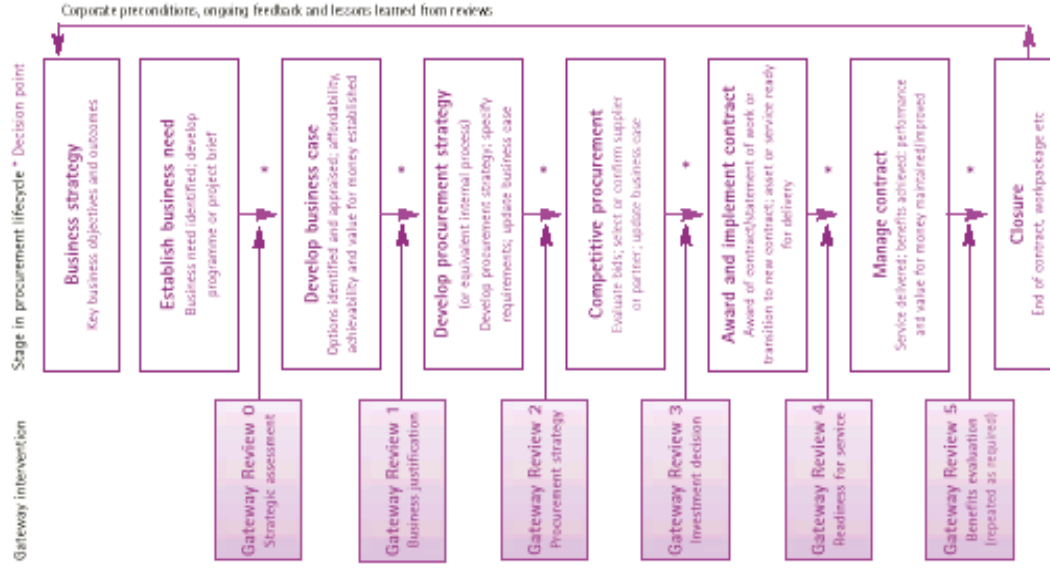 Corporate preconditions, ongoing feedback and lessons learned from reviews
Stage in procurement lifecycle * Decision point
Business strategy
Key business objectives and outcomes
Establish business need
Business need identified; develop
programme or project brief
*
Develop business case
Options identified and appraised; affordability,
achievability and value for money established
*
Develop procurement strategy
(or equivalent internal process)
Develop procurement strategy; specify
requirements; update business case
*
Competitive procurement
Evaluate bids; select or confirm supplier
or partner; update business case
*
Award and implement contract
Award of contract/statement of work or
transition to new contract; asset or service ready
for delivery
*
Manage contract
Service delivered; benefits achieved; performance
and value for money maintained/improved
*
Closure
End of contract, workpackage etc
Gateway intervention
Gateway Review 0
Strategic assessment
Gateway Review 1
Business justification
Gateway Review 2
Procurement strategy
Gateway Review 3
Investment decision
Gateway Review 4
Readiness for service
Gateway Review 5
Benefits evaluation
(repeated as required)